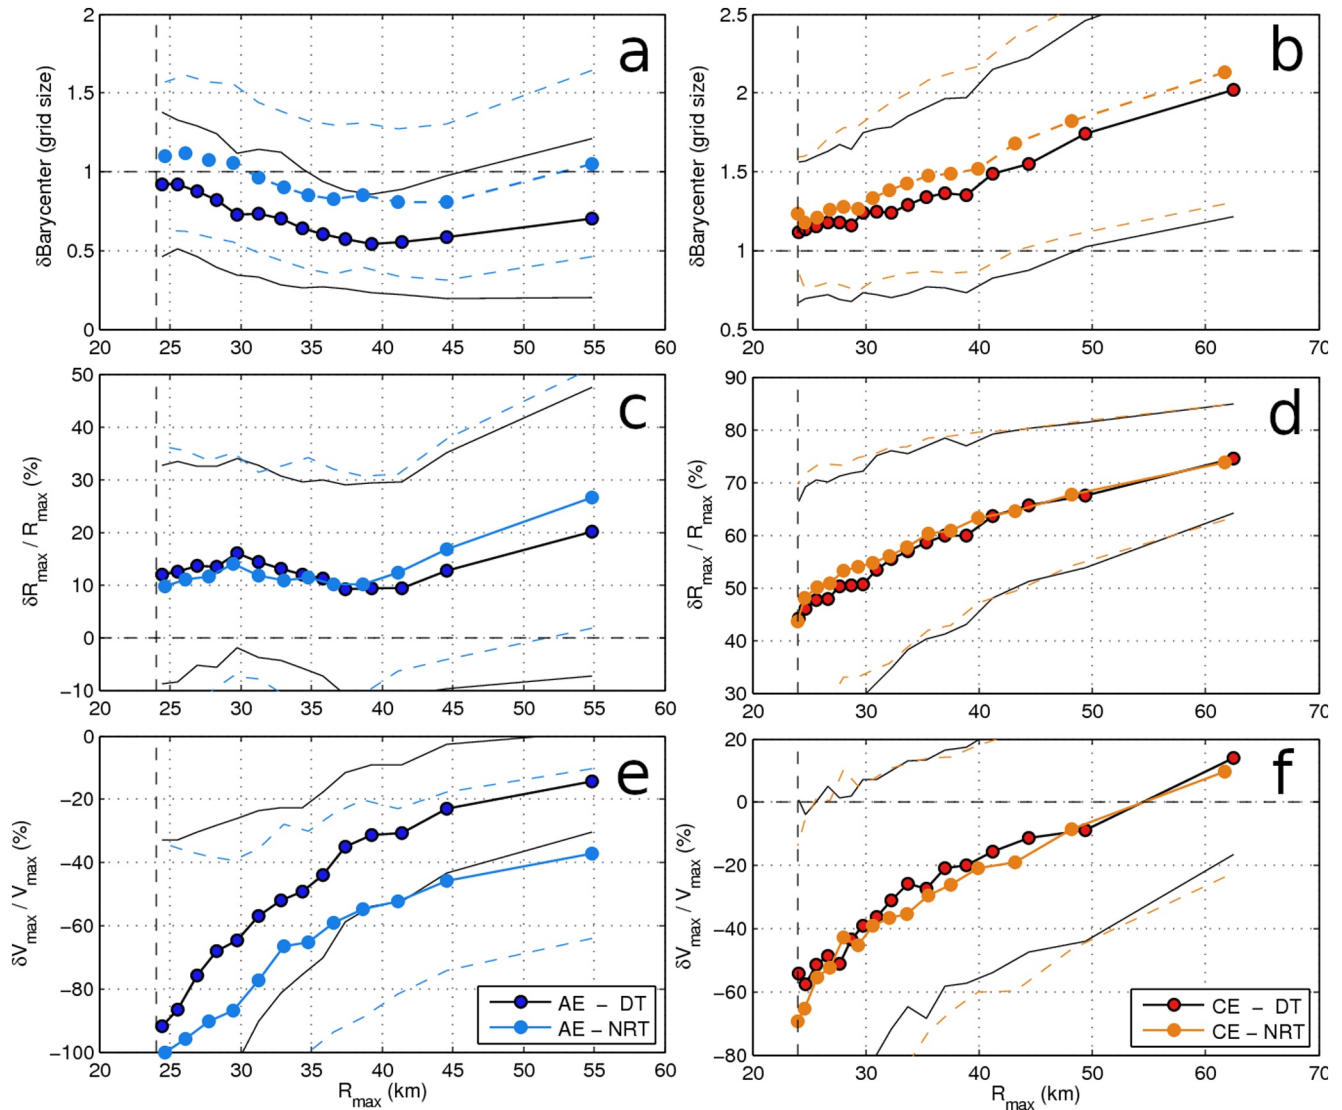 a
2
1.5
1
0.5
0
δBarycenter (grid size)
20 25 30 35 40 45 50 55 60
b
2.5
2
1.5
1
0.5
δBarycenter (grid size)
20 30 40 50 60 70
c
50
40
30
20
10
0
−10
δRmax / Rmax (%)
20 25 30 35 40 45 50 55 60
d
90
80
70
60
50
40
30
δRmax / Rmax (%)
20 30 40 50 60 70
e
0
−20
−40
−60
−80
−100
δVmax / Vmax (%)
AE − DT
AE − NRT
20 25 30 35 40 45 50 55 60
Rmax (km)
f
20
0
−20
−40
−60
−80
δVmax / Vmax (%)
CE − DT
CE − NRT
20 30 40 50 60 70
Rmax (km)